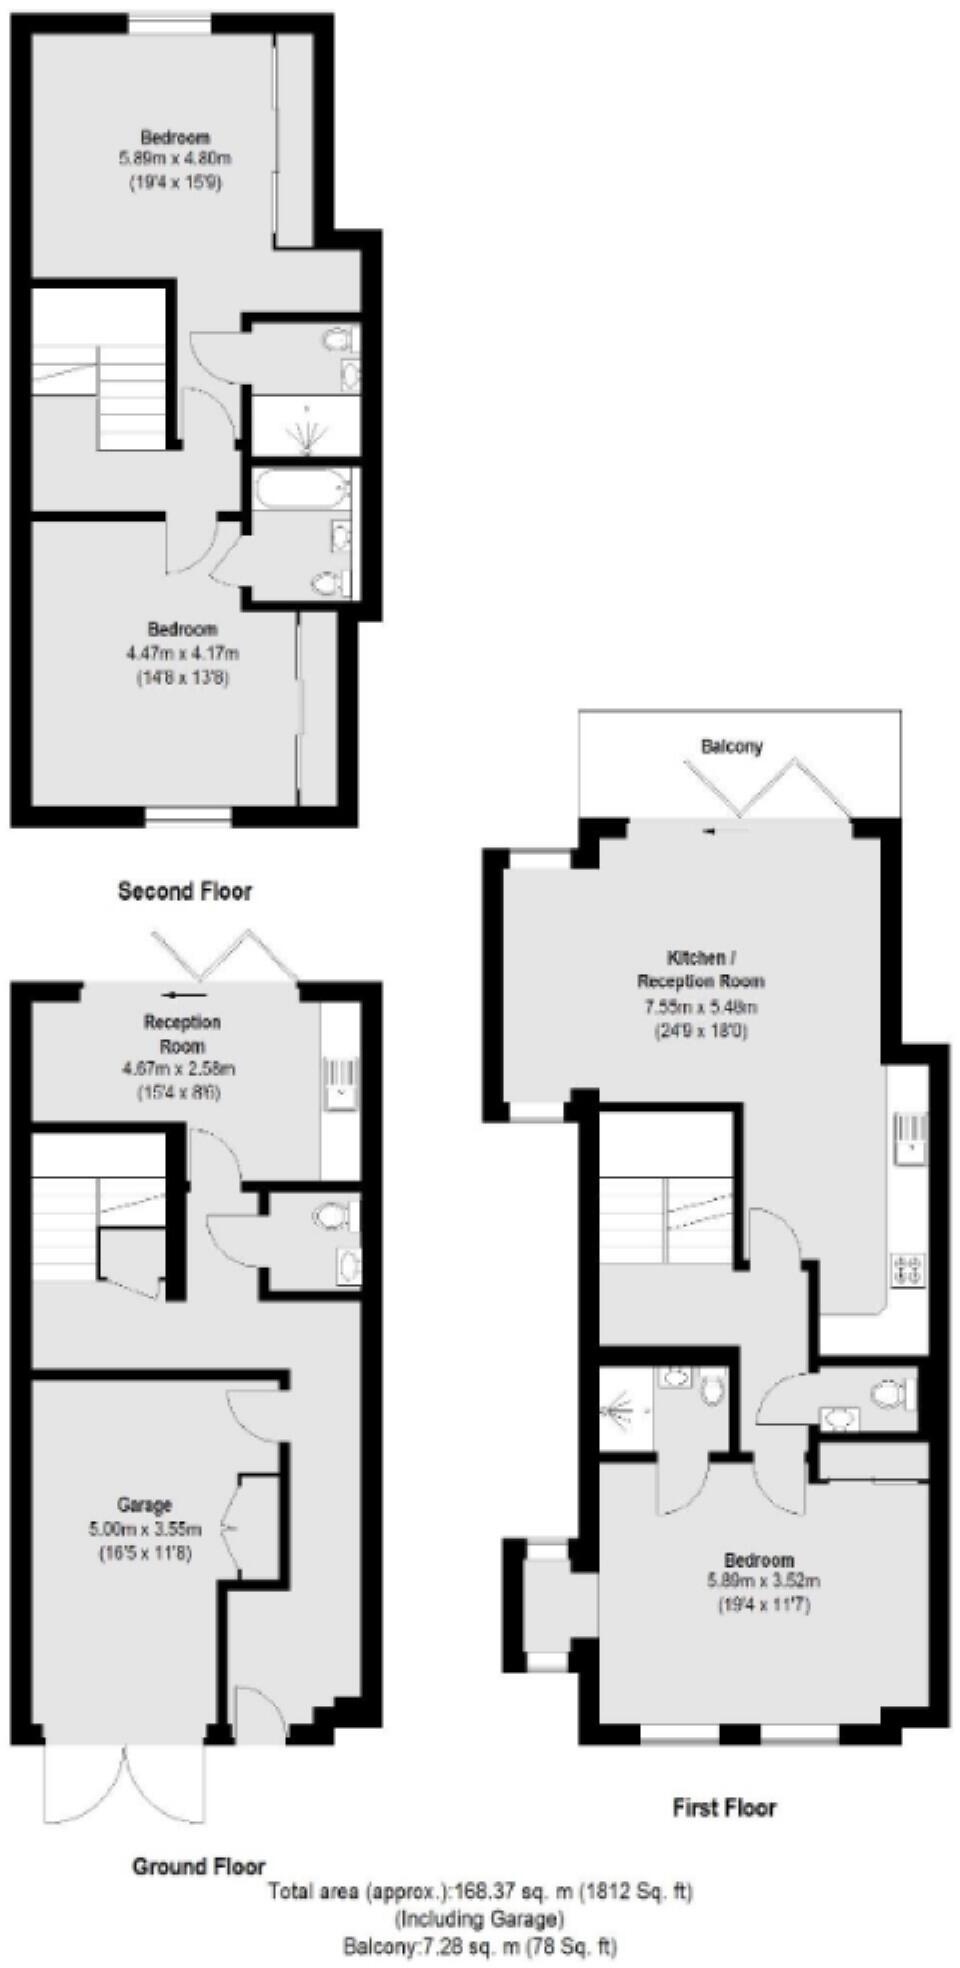 Bedroom
5.89m x 4.80m
(19'4 x 15'9)
Bedroom
4.47m x 4.17m
(14'8 x 13'8)
Second Floor
Balcony
Kitchen /
Reception Room
7.55m x 5.48m
(24'9 x 18'0)
Reception
Room
4.67m x 2.58m
(15'4 x 8'6)
Garage
5.00m x 3.55m
(16'5 x 11'8)
Bedroom
5.89m x 3.52m
(19'4 x 11'7)
First Floor
Ground Floor
Total area (approx.):168.37 sq. m (1812 Sq. ft)
(Including Garage)
Balcony:7.28 sq. m (78 Sq. ft)